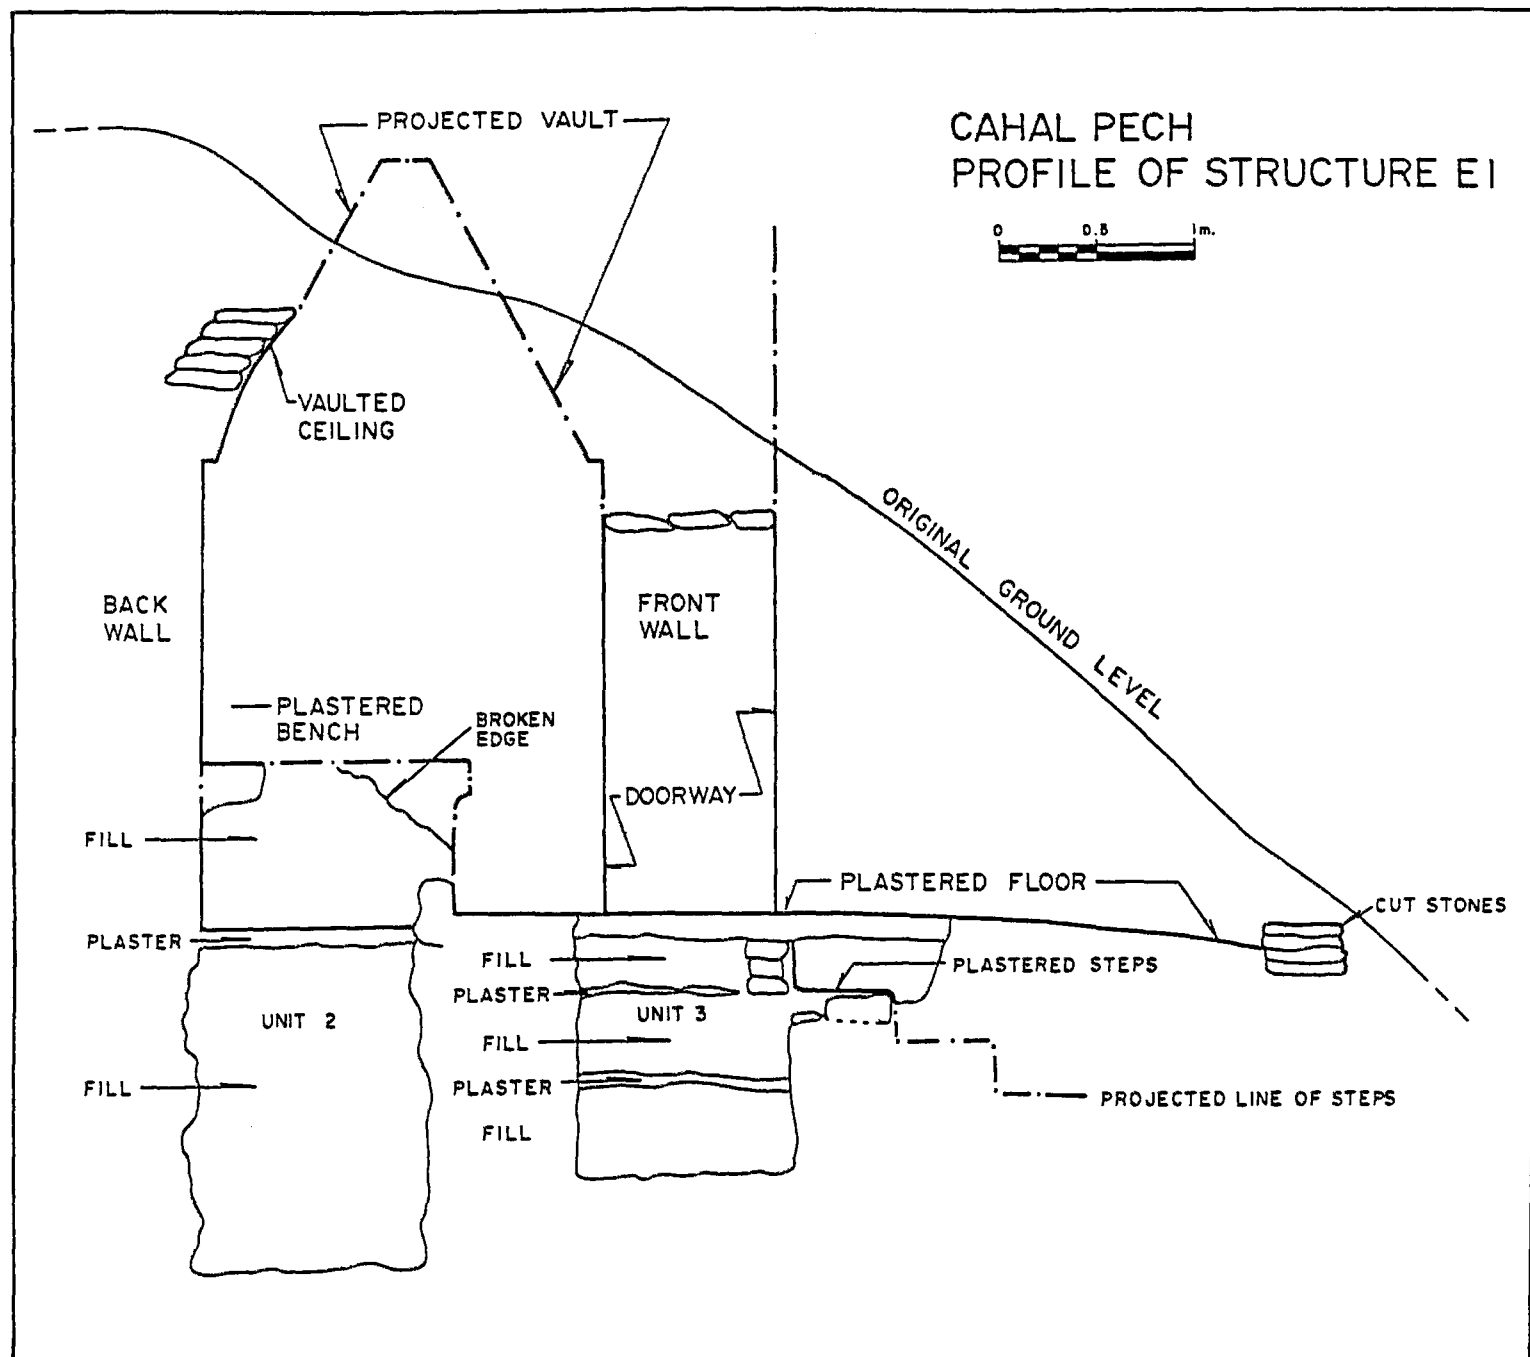 CAHAL PECH
PROFILE OF STRUCTURE E1
0 0.5 1m.
PROJECTED VAULT
VAULTED
CEILING
ORIGINAL GROUND LEVEL
BACK
WALL
FRONT
WALL
PLASTERED
BENCH
BROKEN
EDGE
DOORWAY
FILL
PLASTERED FLOOR
CUT STONES
PLASTER
FILL
PLASTERED STEPS
PLASTER
UNIT 2
UNIT 3
FILL
FILL
PLASTER
PROJECTED LINE OF STEPS
FILL